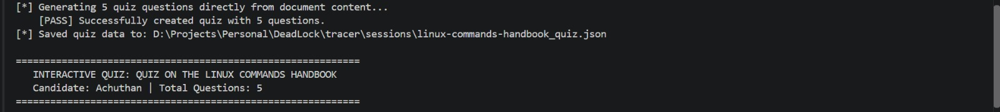 [*] Generating 5 quiz questions directly from document content...
    [PASS] Successfully created quiz with 5 questions.
[*] Saved quiz data to: D:\Projects\Personal\DeadLock\tracer\sessions\linux-commands-handbook_quiz.json
============================================================
   INTERACTIVE QUIZ: QUIZ ON THE LINUX COMMANDS HANDBOOK
   Candidate: Achuthan | Total Questions: 5
============================================================